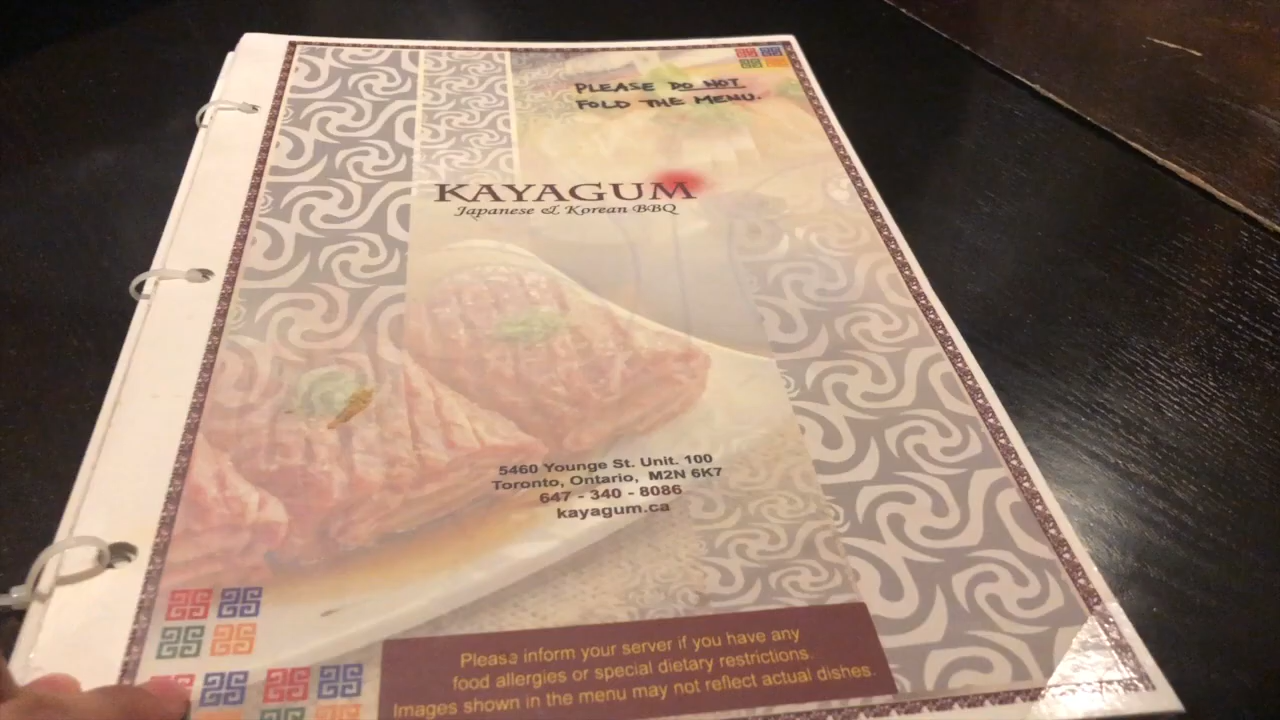 PLEASE DO NOT
FOLD THE MENU.
KAYAGUM
Japanese & Korean BBQ
5460 Younge St. Unit. 100
Toronto, Ontario, M2N 6K7
647 - 340 - 8086
kayagum.ca
Please inform your server if you have any
food allergies or special dietary restrictions.
Images shown in the menu may not reflect actual dishes.